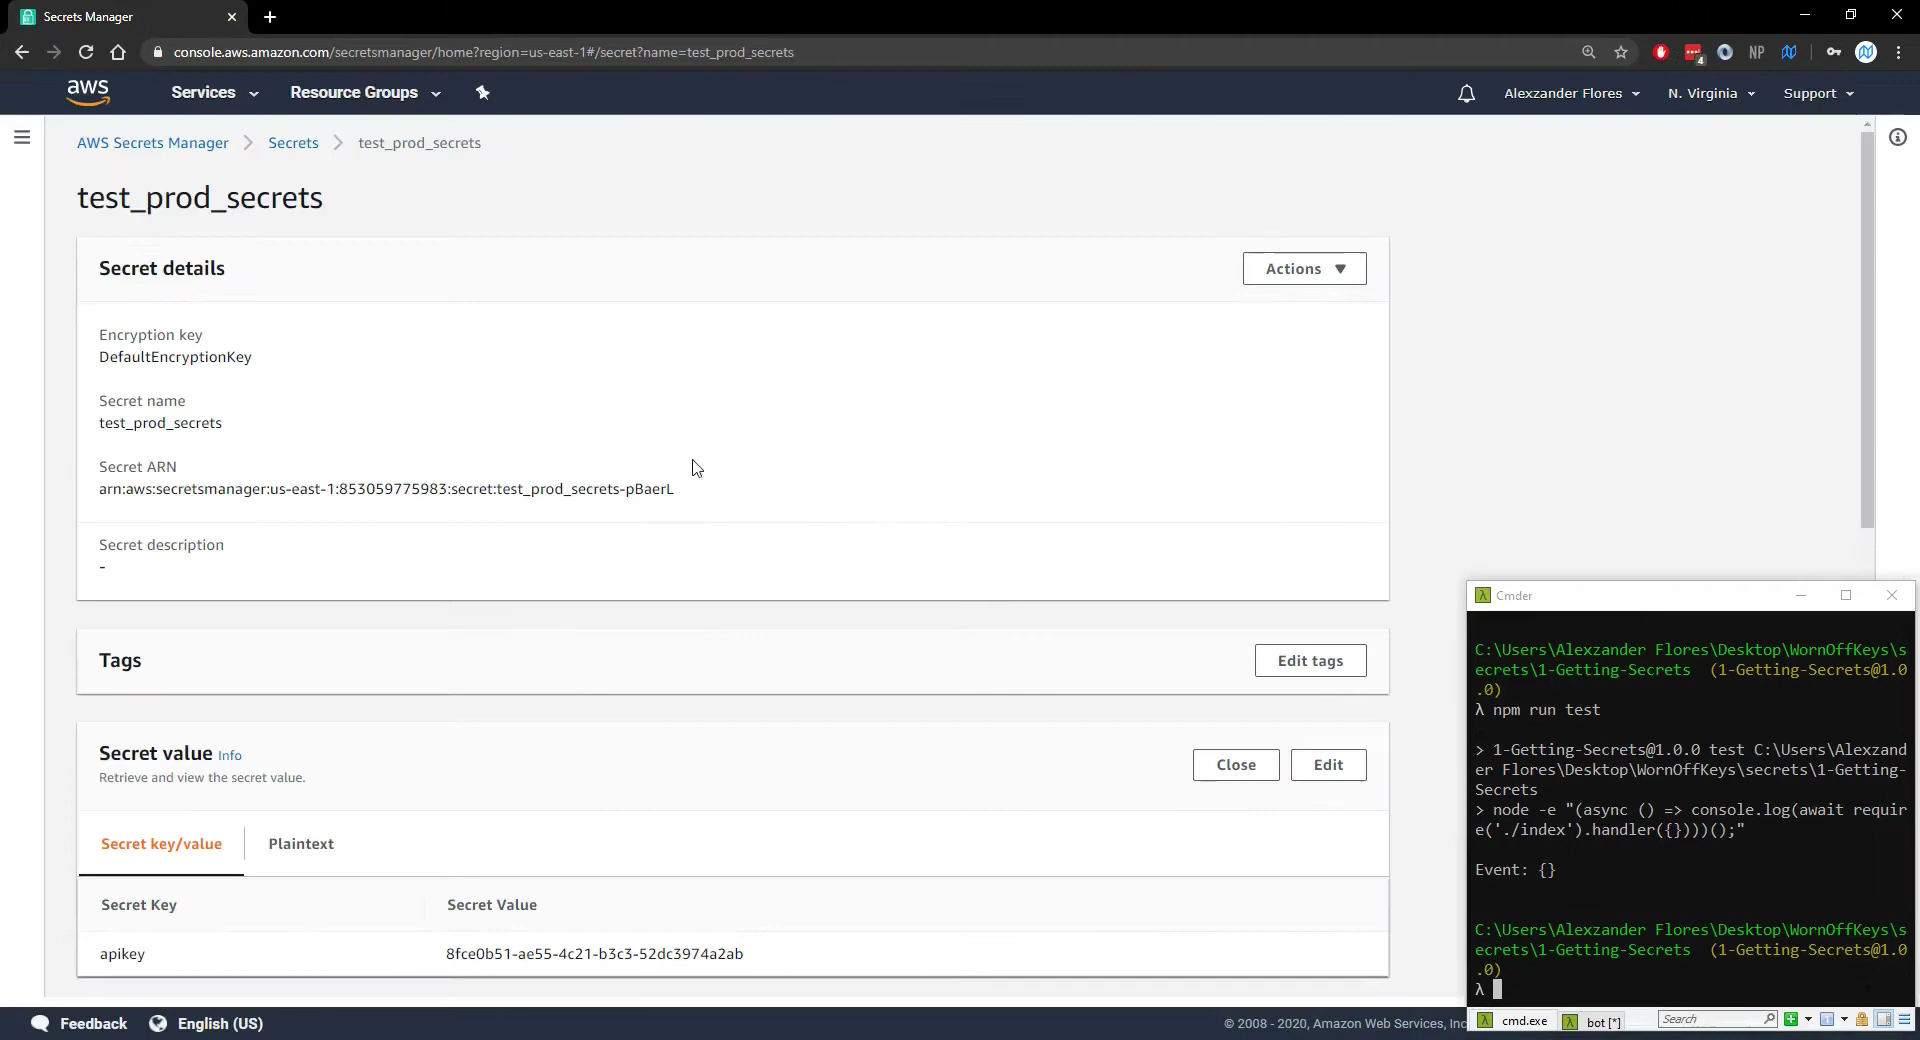 Secrets Manager
console.aws.amazon.com/secretsmanager/home?region=us-east-1#/secret?name=test_prod_secrets
4
NP
aws
Services
Resource Groups
Alexzander Flores
N. Virginia
Support
AWS Secrets Manager
Secrets
test_prod_secrets
test_prod_secrets
Secret details
Actions
Encryption key
DefaultEncryptionKey
Secret name
test_prod_secrets
Secret ARN
arn:aws:secretsmanager:us-east-1:853059775983:secret:test_prod_secrets-pBaerL
Secret description
-
Tags
Edit tags
Secret value Info
Retrieve and view the secret value.
Close
Edit
Secret key/value
Plaintext
Secret Key
Secret Value
apikey
8fce0b51-ae55-4c21-b3c3-52dc3974a2ab
Feedback
English (US)
© 2008 - 2020, Amazon Web Services, Inc
λ Cmder
C:\Users\Alexzander Flores\Desktop\WornOffKeys\s
ecrets\1-Getting-Secrets (1-Getting-Secrets@1.0
.0)
λ npm run test
> 1-Getting-Secrets@1.0.0 test C:\Users\Alexzand
er Flores\Desktop\WornOffKeys\secrets\1-Getting-
Secrets
> node -e "(async () => console.log(await requir
e('./index').handler({})))();"
Event: {}
C:\Users\Alexzander Flores\Desktop\WornOffKeys\s
ecrets\1-Getting-Secrets (1-Getting-Secrets@1.0
.0)
λ
λ cmd.exe
λ bot [*]
Search